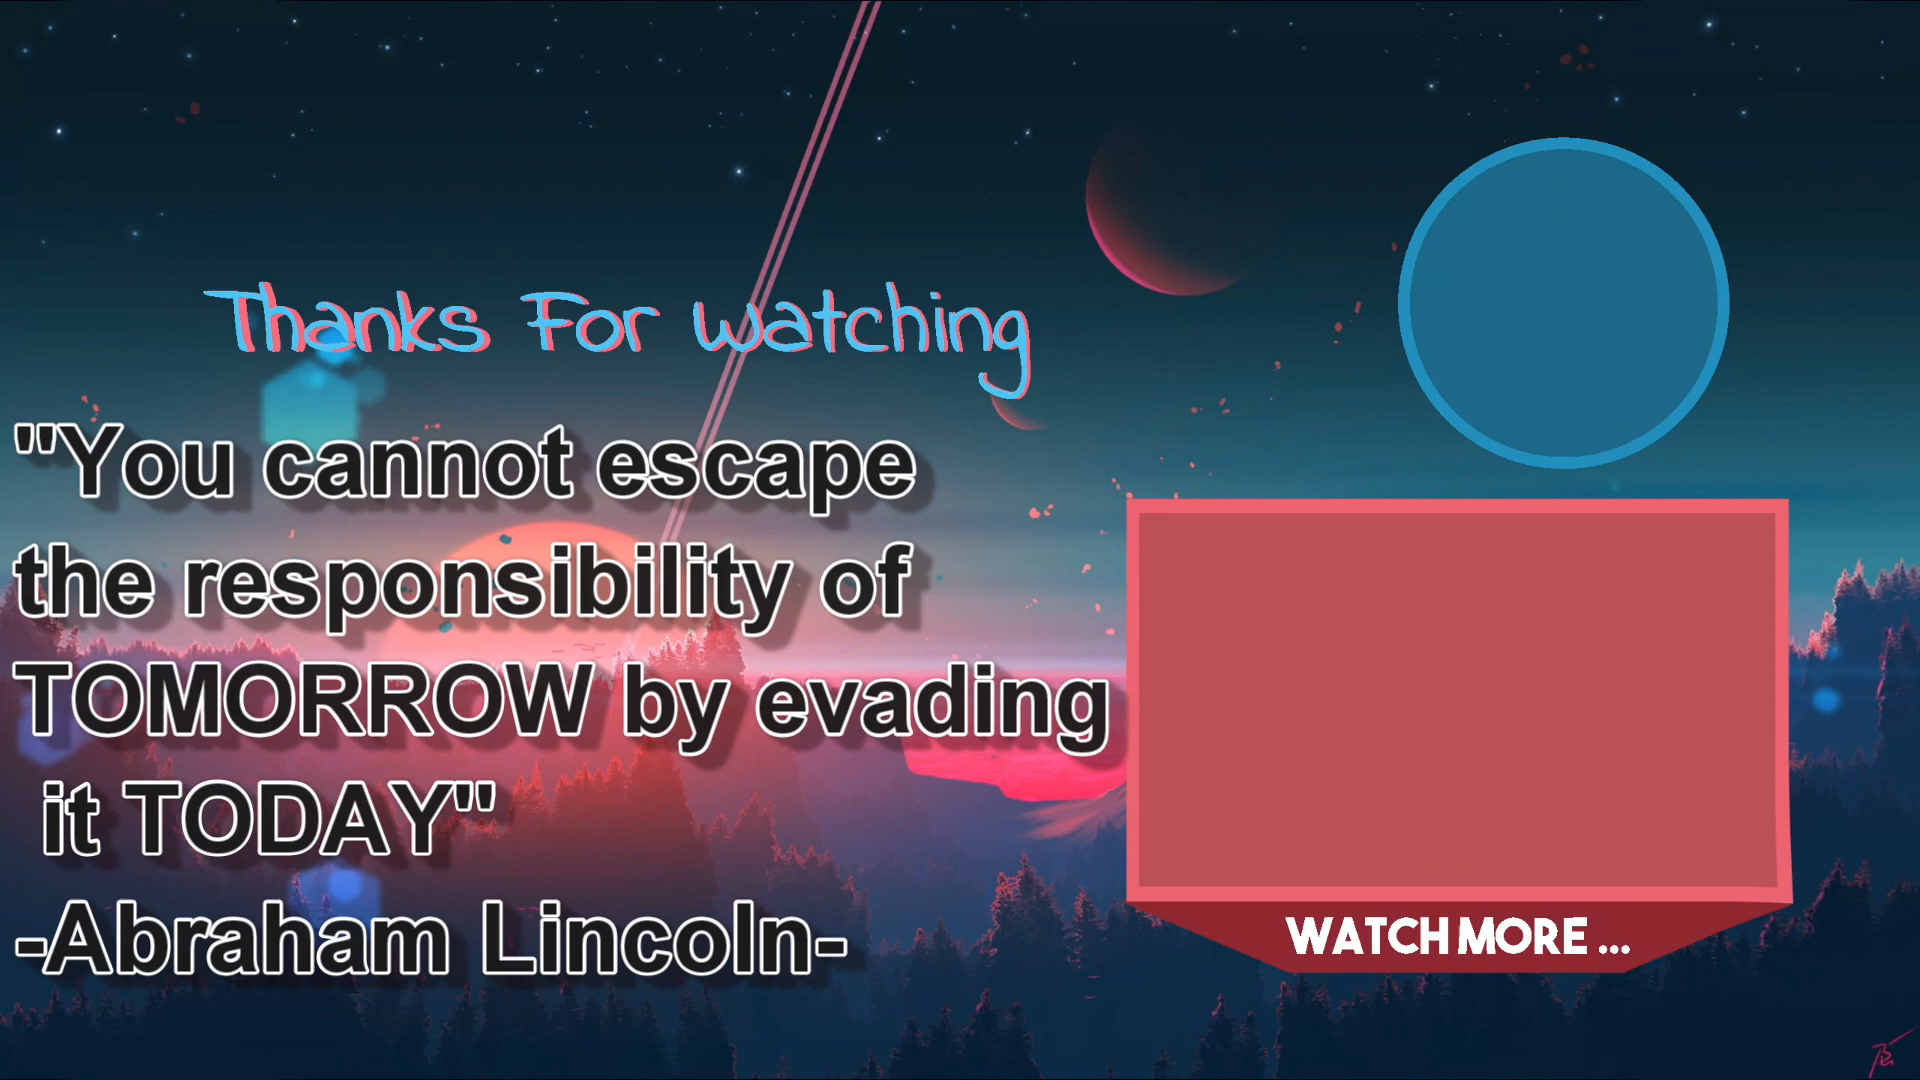 Thanks For watching
"You cannot escape
the responsibility of
TOMORROW by evading
it TODAY"
-Abraham Lincoln-
WATCH MORE ...